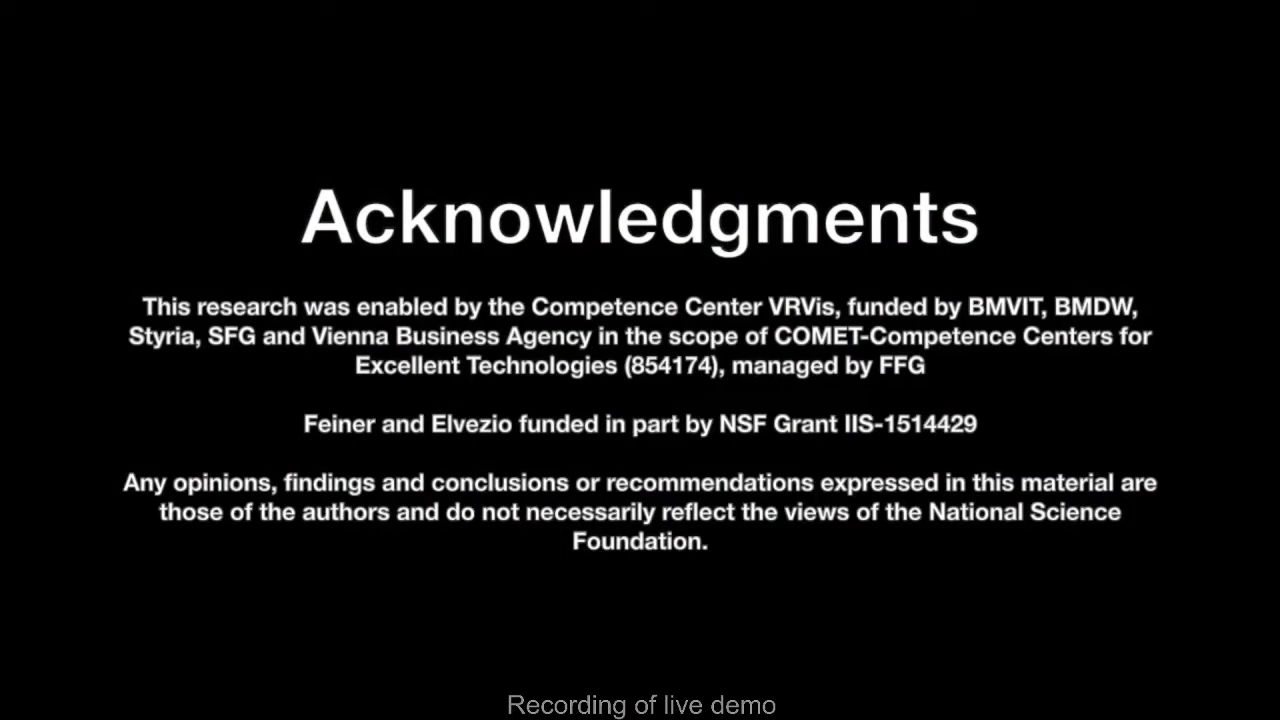 Acknowledgments
This research was enabled by the Competence Center VRVis, funded by BMVIT, BMDW,
Styria, SFG and Vienna Business Agency in the scope of COMET-Competence Centers for
Excellent Technologies (854174), managed by FFG
Feiner and Elvezio funded in part by NSF Grant IIS-1514429
Any opinions, findings and conclusions or recommendations expressed in this material are
those of the authors and do not necessarily reflect the views of the National Science
Foundation.
Recording of live demo